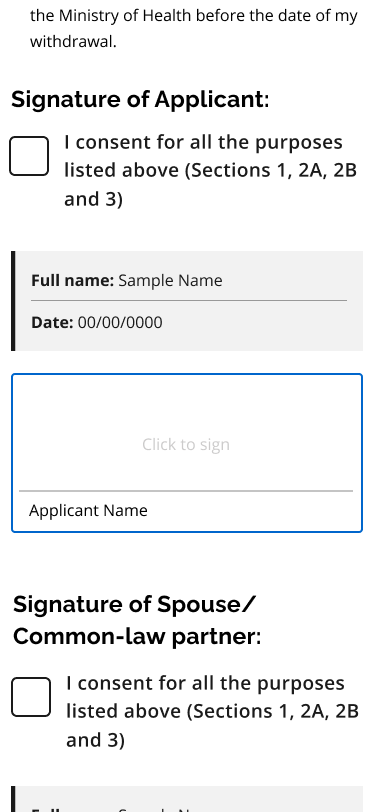 the Ministry of Health before the date of my
withdrawal.
Signature of Applicant:
I consent for all the purposes
listed above (Sections 1, 2A, 2B
and 3)
Full name: Sample Name
Date: 00/00/0000
Click to sign
Applicant Name
Signature of Spouse/
Common-law partner:
I consent for all the purposes
listed above (Sections 1, 2A, 2B
and 3)